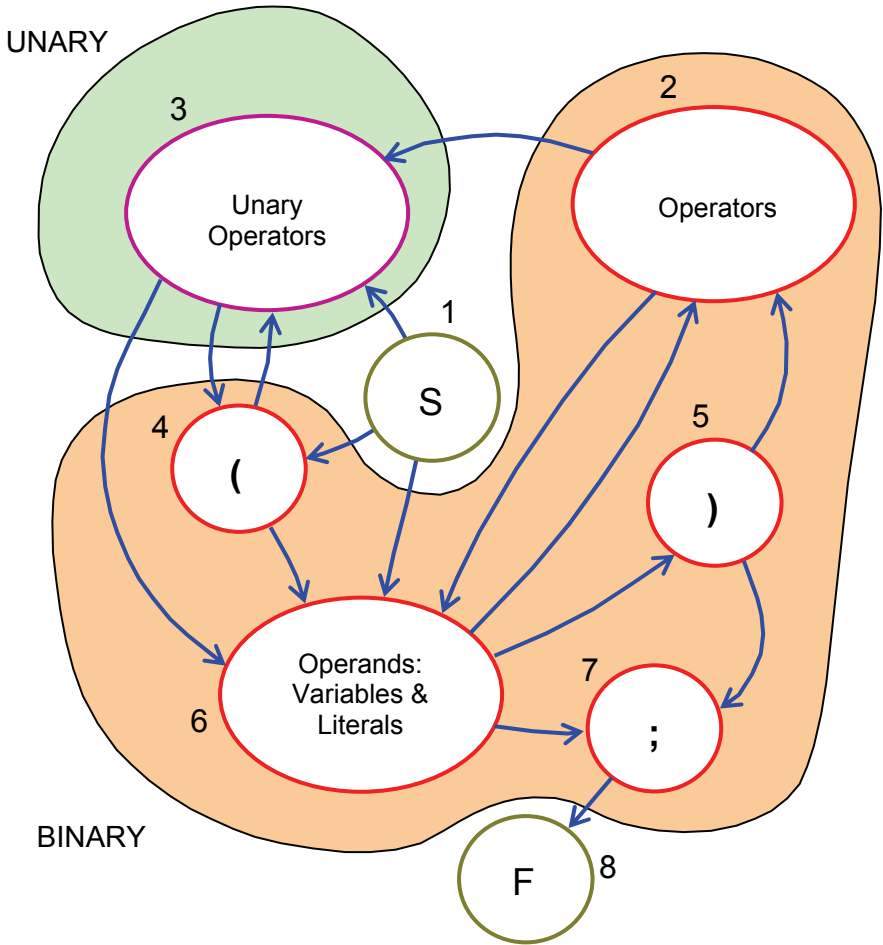 UNARY
3
2
Unary
Operators
Operators
1
S
4
(
5
)
Operands:
Variables &
Literals
6
7
;
BINARY
F
8